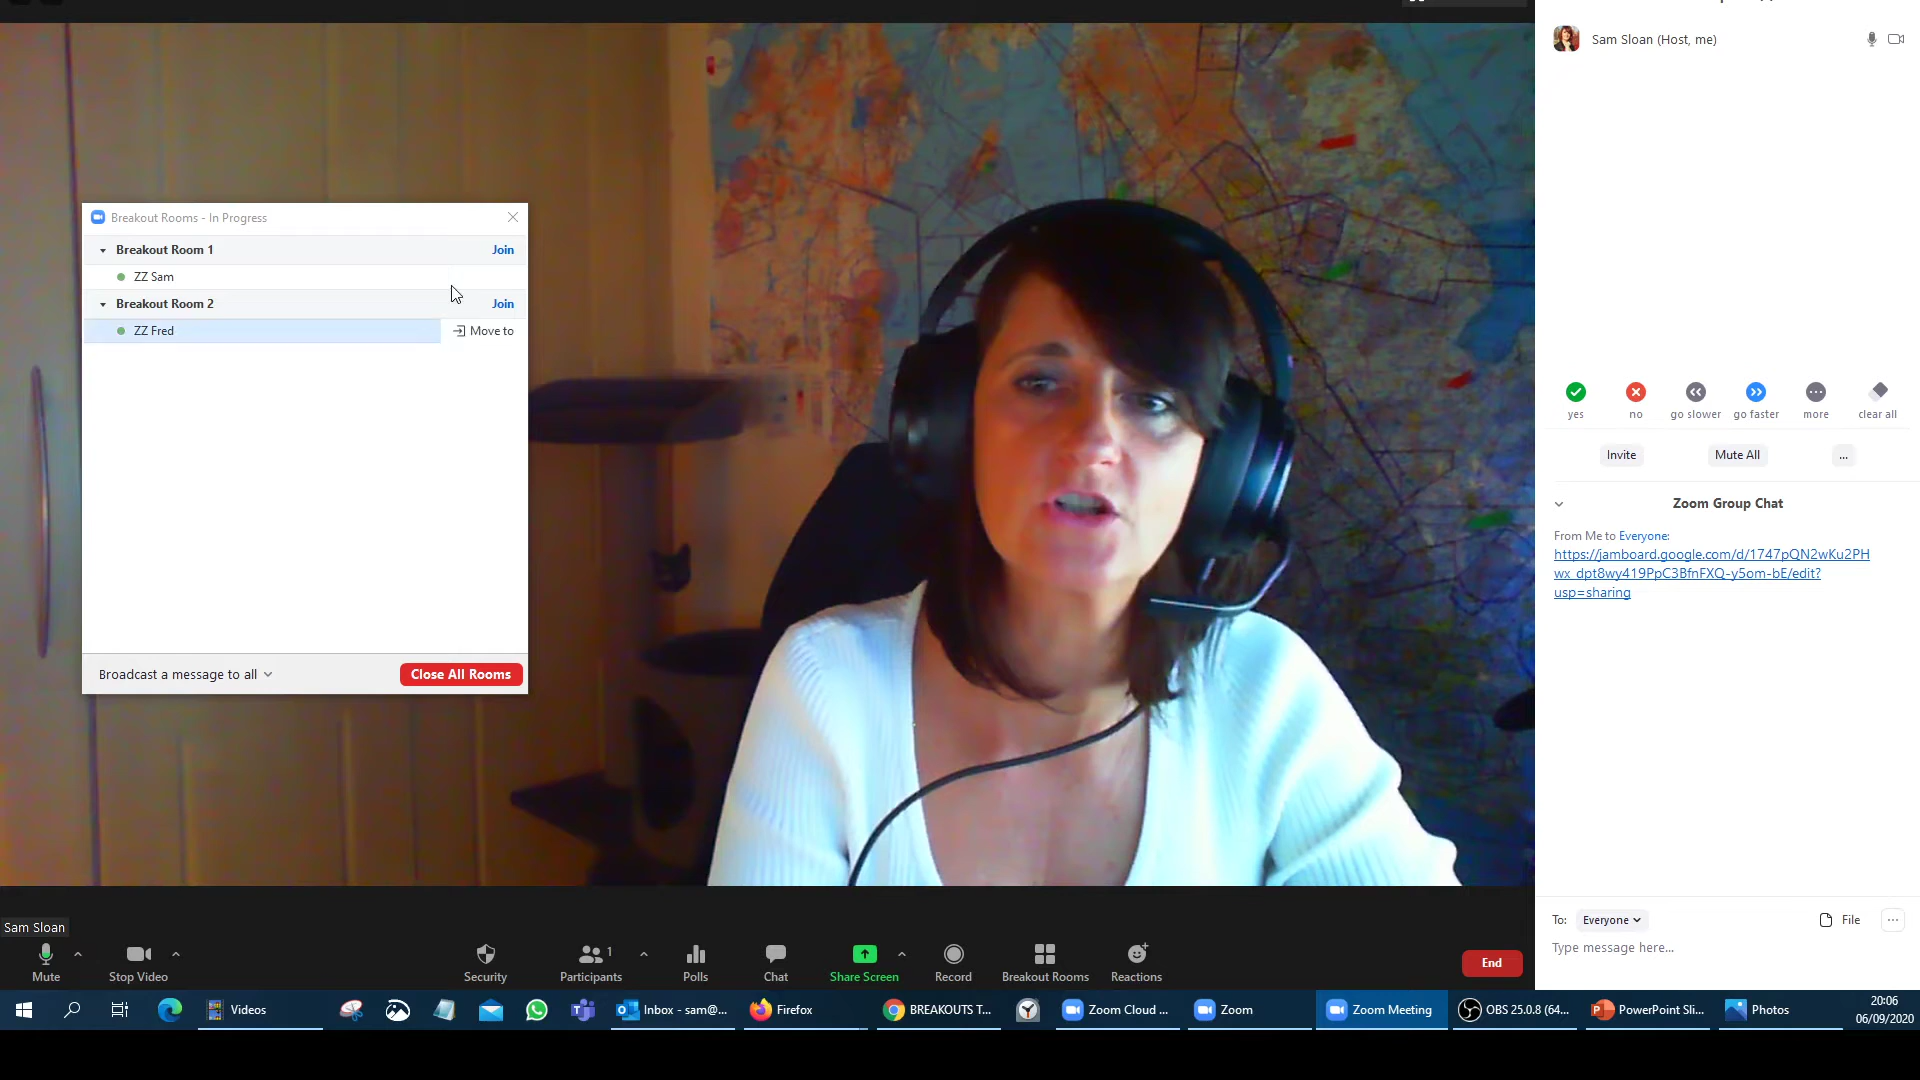 Sam Sloan (Host, me)
Breakout Rooms - In Progress
Breakout Room 1
Join
ZZ Sam
Breakout Room 2
Join
ZZ Fred
Move to
Broadcast a message to all
Close All Rooms
yes
no
go slower
go faster
more
clear all
Invite
Mute All
...
Zoom Group Chat
From Me to Everyone:
https://jamboard.google.com/d/1747pQN2wKu2PH
wx_dpt8wy419PpC3BfnFXQ-y5om-bE/edit?
usp=sharing
To:
Everyone
File
Type message here...
Sam Sloan
Mute
Stop Video
Security
1
Participants
Polls
Chat
Share Screen
Record
Breakout Rooms
Reactions
End
Videos
Inbox - sam@...
Firefox
BREAKOUTS T...
Zoom Cloud ...
Zoom
Zoom Meeting
OBS 25.0.8 (64...
PowerPoint Sli...
Photos
20:06
06/09/2020